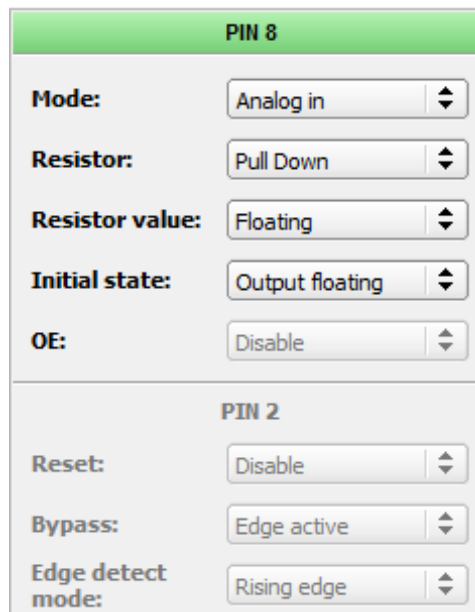 PIN 8
Mode: Analog in
Resistor: Pull Down
Resistor value: Floating
Initial state: Output floating
OE: Disable
PIN 2
Reset: Disable
Bypass: Edge active
Edge detect
mode: Rising edge